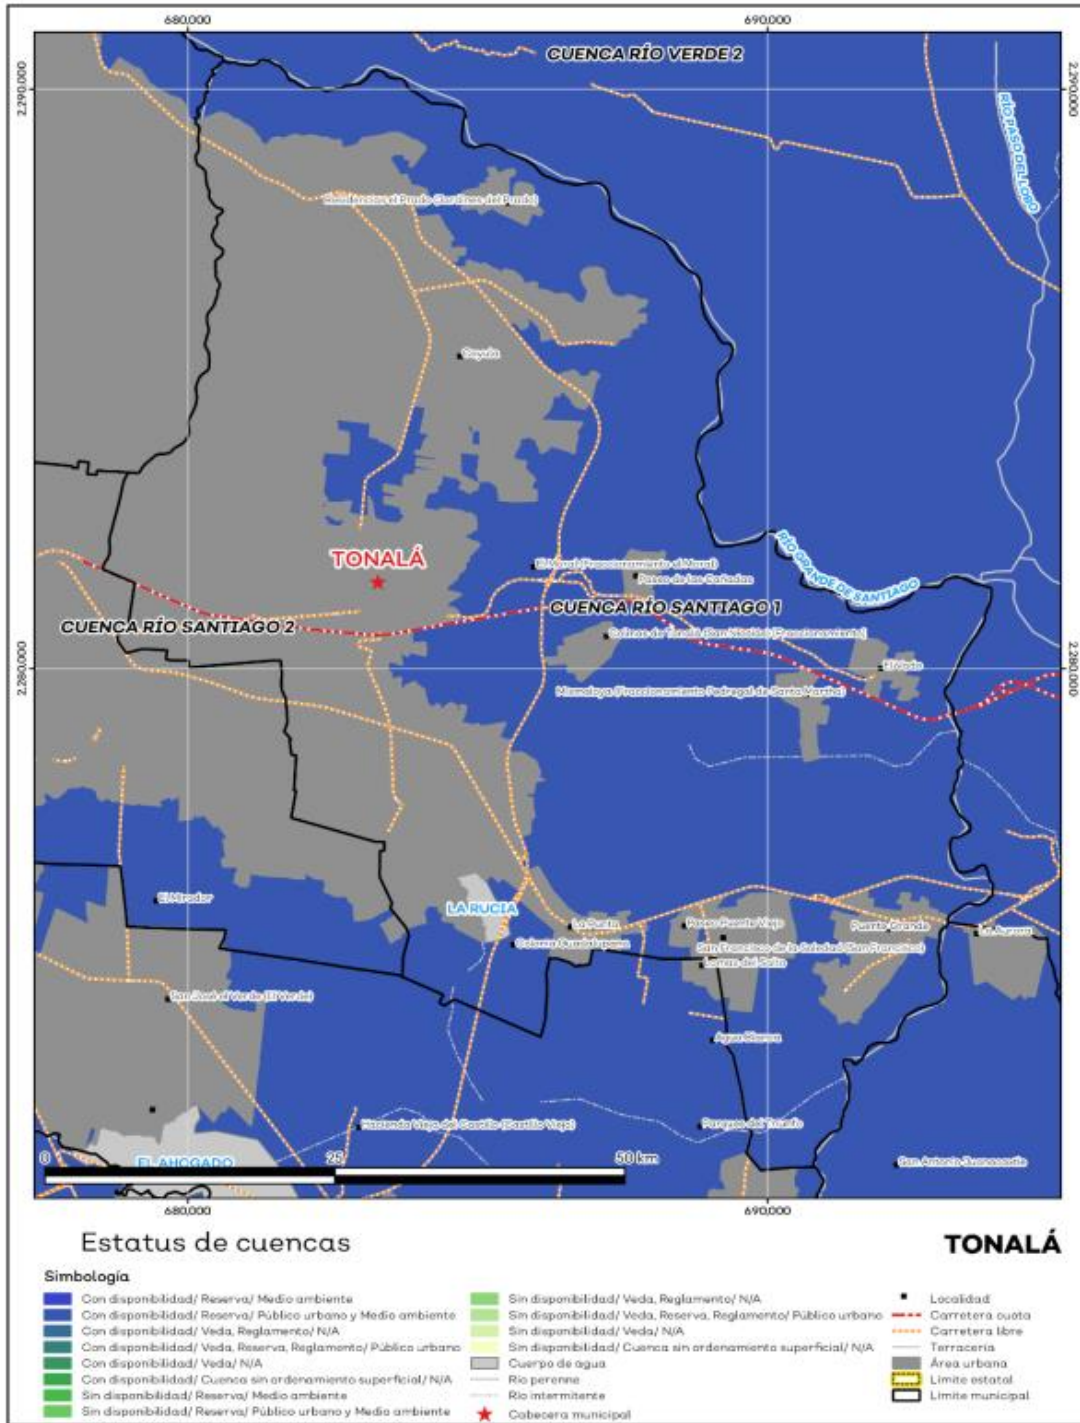 680,000
690,000
CUENCA RÍO VERDE 2
2,290,000
2,290,000
RÍO PASO DEL LOBO
Residencias el Prado (Jardines del Prado)
Coyula
TONALÁ
El Moral (Fraccionamiento el Moral)
Paseo de las Cañadas
RÍO GRANDE DE SANTIAGO
CUENCA RÍO SANTIAGO 1
CUENCA RÍO SANTIAGO 2
Colinas de Tonalá (San Nicolás) [Fraccionamiento]
El Vado
2,280,000
2,280,000
Mismaloya (Fraccionamiento Pedregal de Santa Martha)
El Mirador
LA RUCIA
La Punta
Colonia Guadalupana
Paseo Puente Viejo
Puente Grande
San Francisco de la Soledad (San Francisco)
La Aurora
Lomas del Salto
San José el Verde (El Verde)
Agua Blanca
Hacienda Vieja del Castillo (Castillo Viejo)
Parques del Triunfo
EL AHOGADO
San Antonio Juanacaxtle
0 25 50 km
680,000
690,000
Estatus de cuencas
TONALÁ
Simbología
Con disponibilidad/ Reserva/ Medio ambiente
Con disponibilidad/ Reserva/ Público urbano y Medio ambiente
Con disponibilidad/ Veda, Reglamento/ N/A
Con disponibilidad/ Veda, Reserva, Reglamento/ Público urbano
Con disponibilidad/ Veda/ N/A
Con disponibilidad/ Cuenca sin ordenamiento superficial/ N/A
Sin disponibilidad/ Reserva/ Medio ambiente
Sin disponibilidad/ Reserva/ Público urbano y Medio ambiente
Sin disponibilidad/ Veda, Reglamento/ N/A
Sin disponibilidad/ Veda, Reserva, Reglamento/ Público urbano
Sin disponibilidad/ Veda/ N/A
Sin disponibilidad/ Cuenca sin ordenamiento superficial/ N/A
Cuerpo de agua
Río perenne
Río intermitente
Cabecera municipal
Localidad
Carretera cuota
Carretera libre
Terracería
Área urbana
Límite estatal
Límite municipal